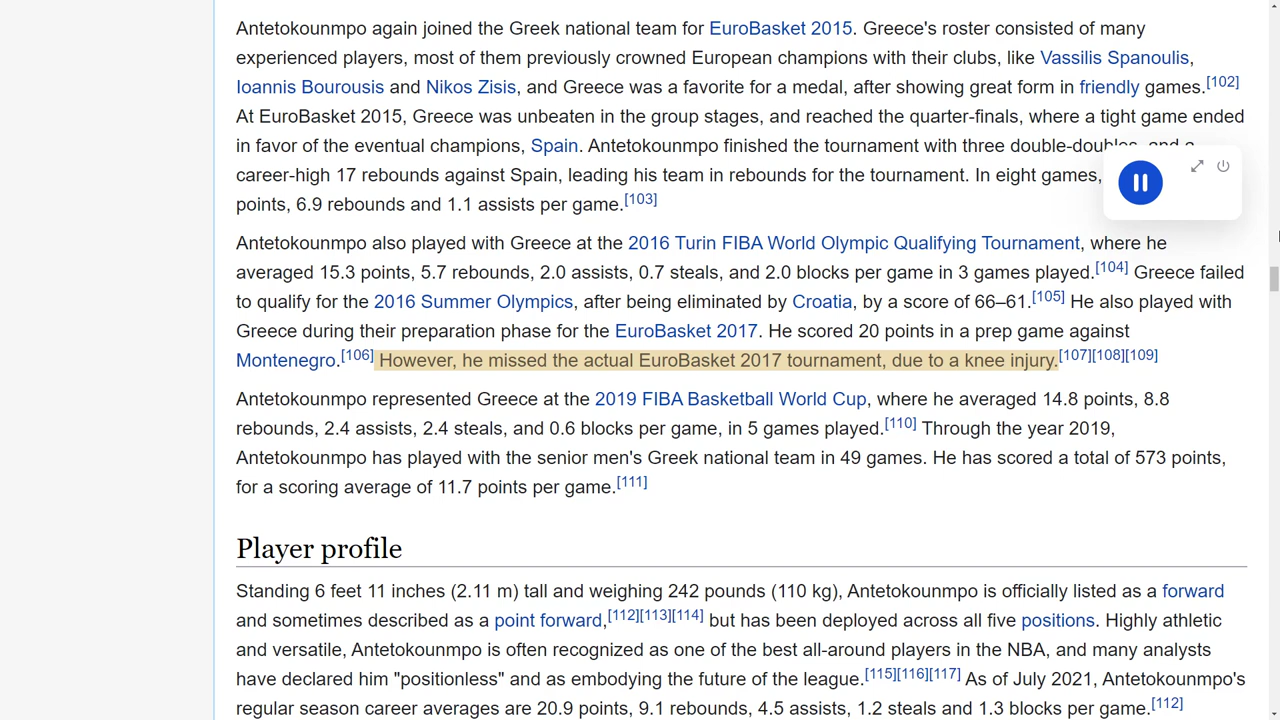 Antetokounmpo again joined the Greek national team for EuroBasket 2015. Greece's roster consisted of many
experienced players, most of them previously crowned European champions with their clubs, like Vassilis Spanoulis,
Ioannis Bourousis and Nikos Zisis, and Greece was a favorite for a medal, after showing great form in friendly games.[102]
At EuroBasket 2015, Greece was unbeaten in the group stages, and reached the quarter-finals, where a tight game ended
in favor of the eventual champions, Spain. Antetokounmpo finished the tournament with three double-doubles, and a
career-high 17 rebounds against Spain, leading his team in rebounds for the tournament. In eight games,
points, 6.9 rebounds and 1.1 assists per game.[103]
Antetokounmpo also played with Greece at the 2016 Turin FIBA World Olympic Qualifying Tournament, where he
averaged 15.3 points, 5.7 rebounds, 2.0 assists, 0.7 steals, and 2.0 blocks per game in 3 games played.[104] Greece failed
to qualify for the 2016 Summer Olympics, after being eliminated by Croatia, by a score of 66–61.[105] He also played with
Greece during their preparation phase for the EuroBasket 2017. He scored 20 points in a prep game against
Montenegro.[106] However, he missed the actual EuroBasket 2017 tournament, due to a knee injury.[107][108][109]
Antetokounmpo represented Greece at the 2019 FIBA Basketball World Cup, where he averaged 14.8 points, 8.8
rebounds, 2.4 assists, 2.4 steals, and 0.6 blocks per game, in 5 games played.[110] Through the year 2019,
Antetokounmpo has played with the senior men's Greek national team in 49 games. He has scored a total of 573 points,
for a scoring average of 11.7 points per game.[111]
Player profile
Standing 6 feet 11 inches (2.11 m) tall and weighing 242 pounds (110 kg), Antetokounmpo is officially listed as a forward
and sometimes described as a point forward,[112][113][114] but has been deployed across all five positions. Highly athletic
and versatile, Antetokounmpo is often recognized as one of the best all-around players in the NBA, and many analysts
have declared him "positionless" and as embodying the future of the league.[115][116][117] As of July 2021, Antetokounmpo's
regular season career averages are 20.9 points, 9.1 rebounds, 4.5 assists, 1.2 steals and 1.3 blocks per game.[112]